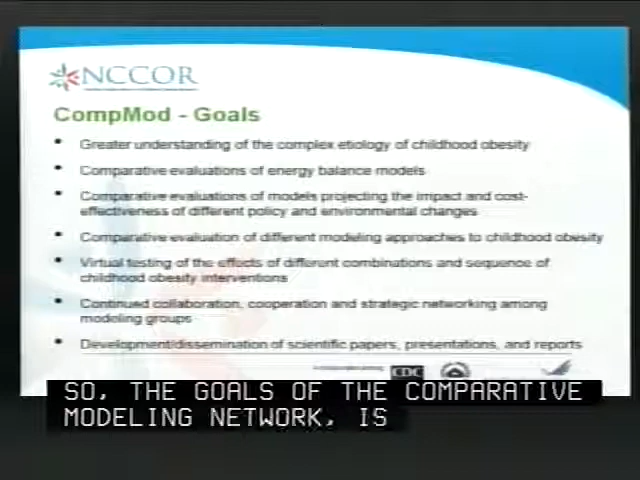 NCCOR
CompMod - Goals
• Greater understanding of the complex etiology of childhood obesity
• Comparative evaluations of energy balance models
• Comparative evaluations of models projecting the impact and cost-
effectiveness of different policy and environmental changes
• Comparative evaluation of different modeling approaches to childhood obesity
• Virtual testing of the effects of different combinations and sequence of
childhood obesity interventions
• Continued collaboration, cooperation and strategic networking among
modeling groups
• Development/dissemination of scientific papers, presentations, and reports
CDC
SO, THE GOALS OF THE COMPARATIVE
MODELING NETWORK, IS